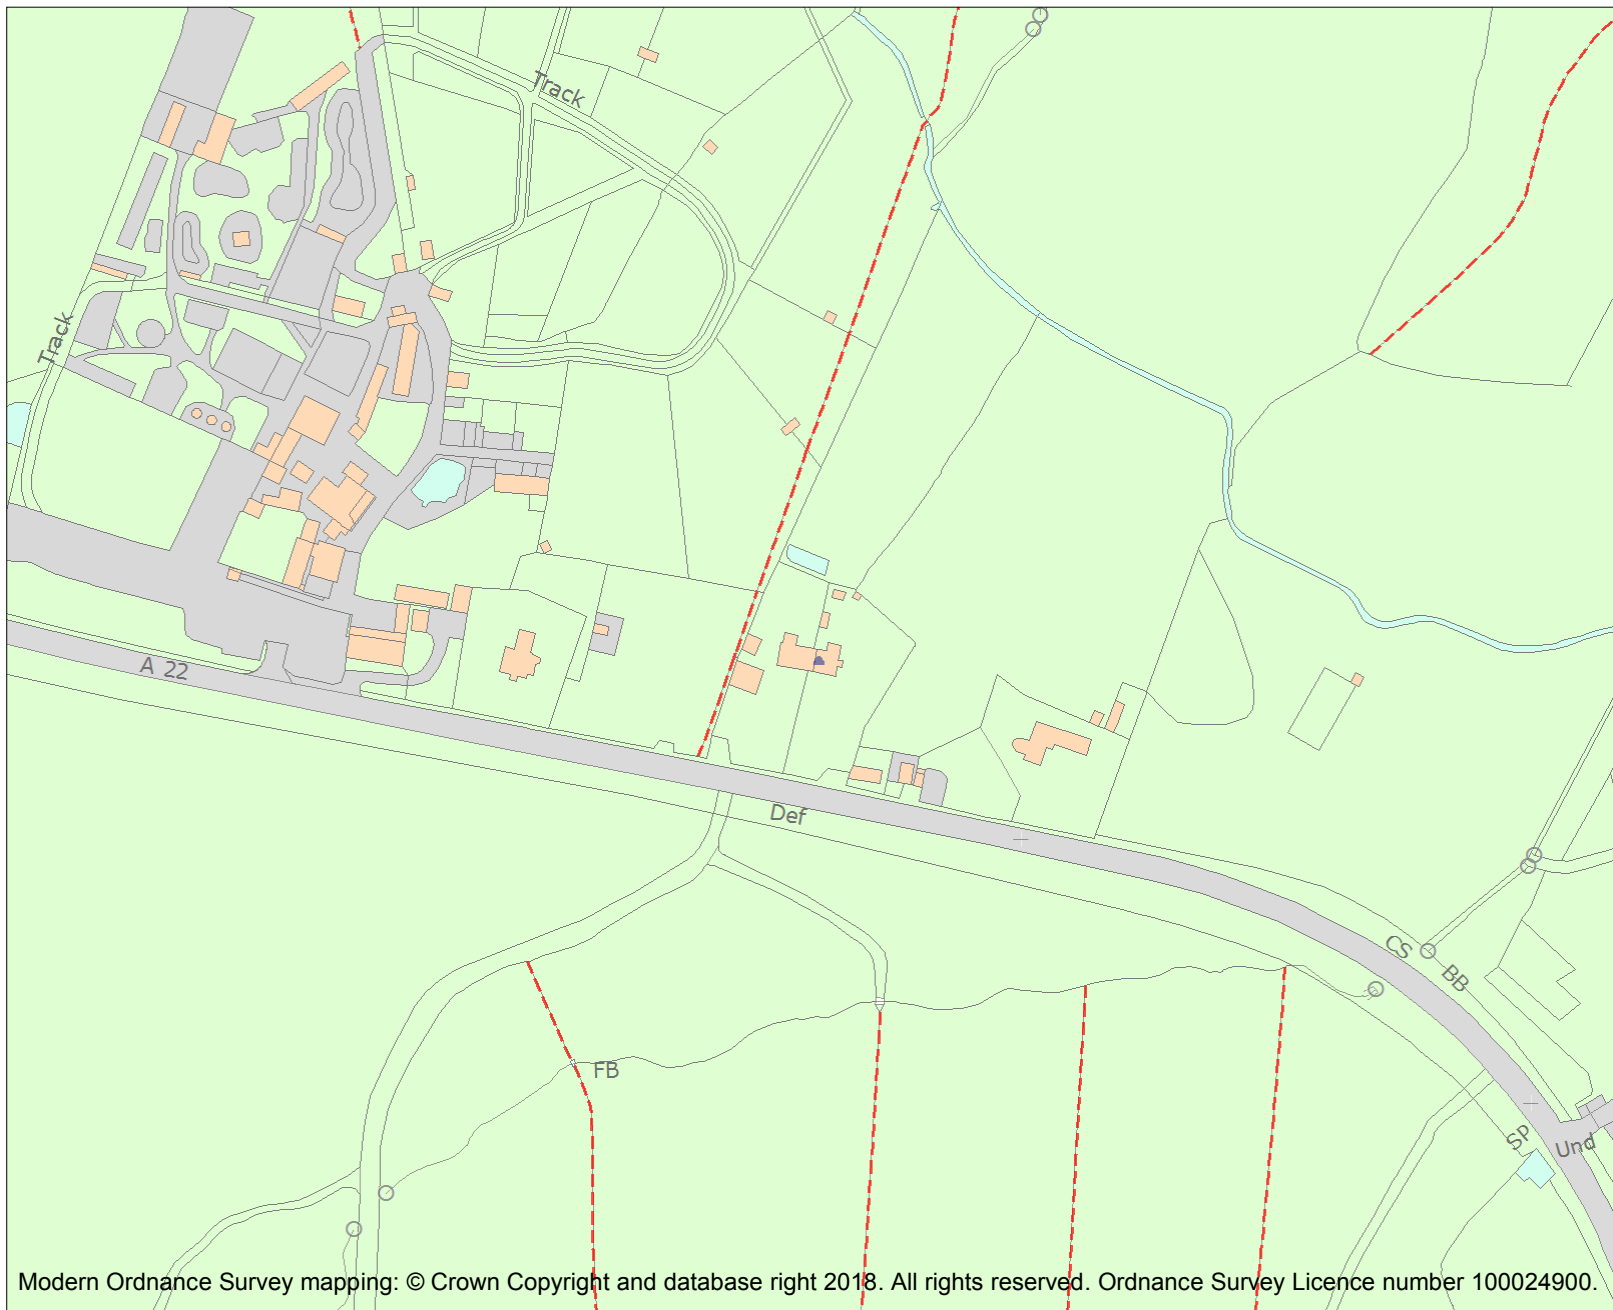 Track
Track
A 22
Def
CS
BB
FB
SP
Und
Modern Ordnance Survey mapping: © Crown Copyright and database right 2018. All rights reserved. Ordnance Survey Licence number 100024900.